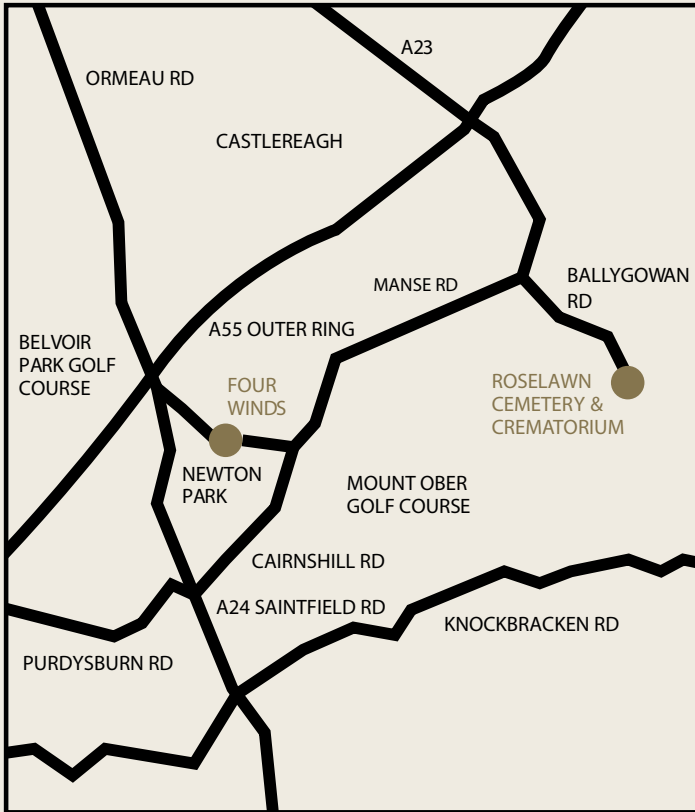 A23
ORMEAU RD
CASTLEREAGH
BALLYGOWAN
RD
MANSE RD
A55 OUTER RING
BELVOIR
PARK GOLF
COURSE
FOUR
WINDS
ROSELAWN
CEMETERY &
CREMATORIUM
NEWTON
PARK
MOUNT OBER
GOLF COURSE
CAIRNSHILL RD
A24 SAINTFIELD RD
KNOCKBRACKEN RD
PURDYSBURN RD